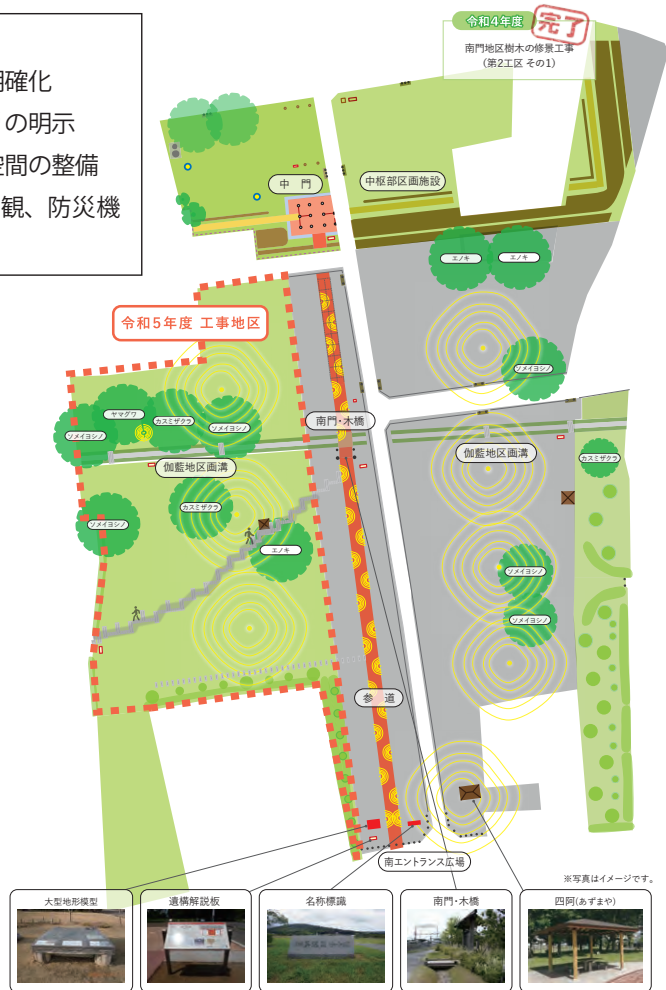 明確化
の明示
空間の整備
観、防災機
令和4年度
完了
南門地区樹木の修景工事
(第2工区 その1)
中 門
中枢部区画施設
エノキ
エノキ
令和5年度 工事地区
ソメイヨシノ
ヤマグワ
カスミザクラ
ソメイヨシノ
ソメイヨシノ
南門・木橋
伽藍地区画溝
伽藍地区画溝
カスミザクラ
カスミザクラ
ソメイヨシノ
エノキ
ソメイヨシノ
ソメイヨシノ
参 道
南エントランス広場
※写真はイメージです。
大型地形模型
遺構解説板
名称標識
南門・木橋
四阿(あずまや)